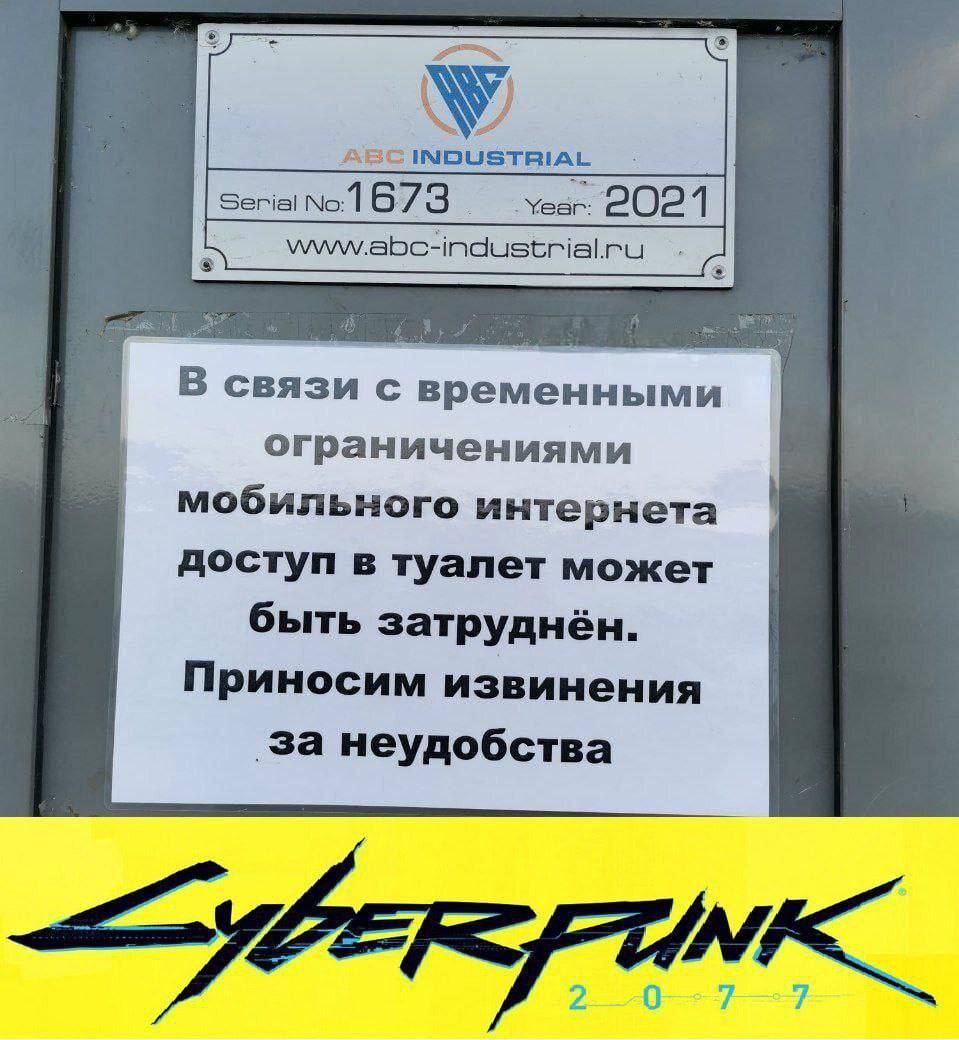 ABC
ABC INDUSTRIAL
Serial No: 1673 Year: 2021
www.abc-industrial.ru
В связи с временными
ограничениями
мобильного интернета
доступ в туалет может
быть затруднён.
Приносим извинения
за неудобства
CYBERPUNK
2077